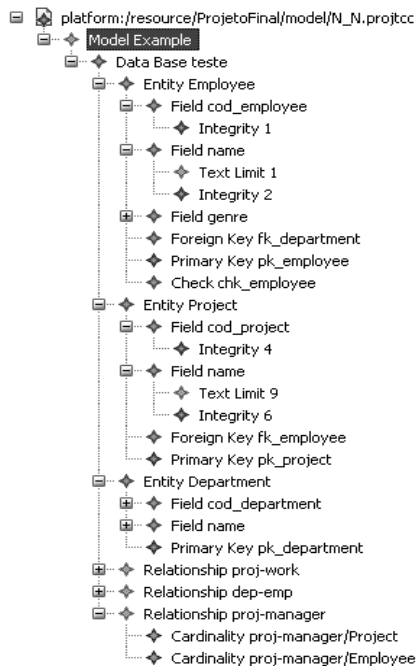 platform:/resource/ProjetoFinal/model/N_N.projtcc
Model Example
Data Base teste
Entity Employee
Field cod_employee
Integrity 1
Field name
Text Limit 1
Integrity 2
Field genre
Foreign Key fk_department
Primary Key pk_employee
Check chk_employee
Entity Project
Field cod_project
Integrity 4
Field name
Text Limit 9
Integrity 6
Foreign Key fk_employee
Primary Key pk_project
Entity Department
Field cod_department
Field name
Primary Key pk_department
Relationship proj-work
Relationship dep-emp
Relationship proj-manager
Cardinality proj-manager/Project
Cardinality proj-manager/Employee